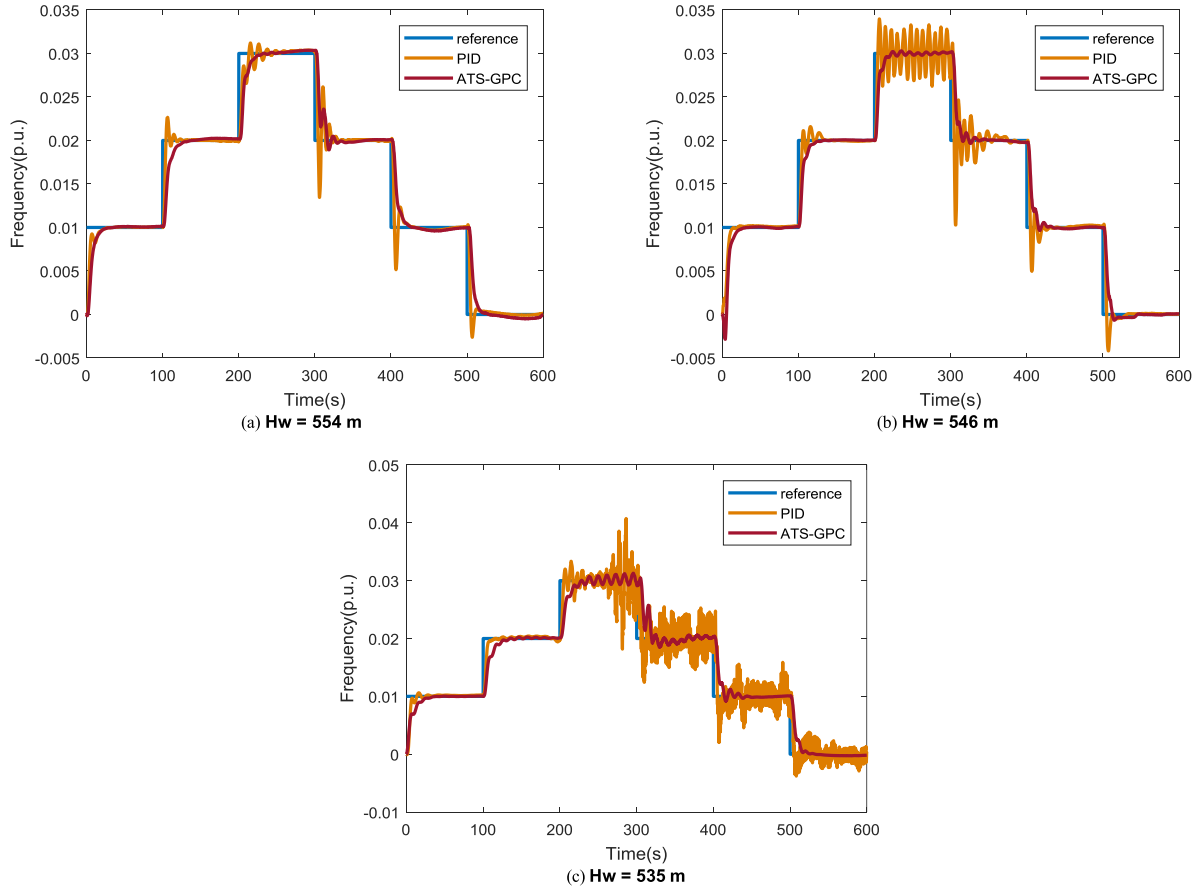 0.035
0.03
0.025
0.02
0.015
0.01
0.005
0
-0.005
Frequency(p.u.)
reference
PID
ATS-GPC
0 100 200 300 400 500 600
Time(s)
(a) Hw = 554 m
0.035
0.03
0.025
0.02
0.015
0.01
0.005
0
-0.005
Frequency(p.u.)
reference
PID
ATS-GPC
0 100 200 300 400 500 600
Time(s)
(b) Hw = 546 m
0.05
0.04
0.03
0.02
0.01
0
-0.01
Frequency(p.u.)
reference
PID
ATS-GPC
0 100 200 300 400 500 600
Time(s)
(c) Hw = 535 m